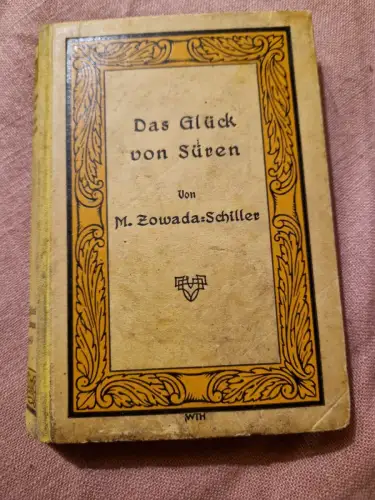 Das Glück
von Süren
Von
M. Zowada=Schiller
WTH